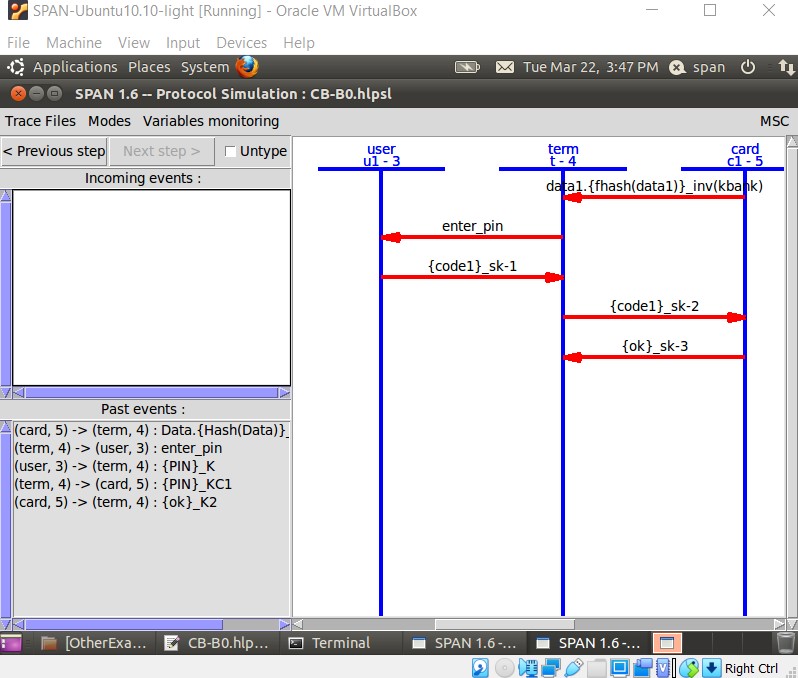 SPAN-Ubuntu10.10-light [Running] - Oracle VM VirtualBox
File Machine View Input Devices Help
Applications Places System Tue Mar 22, 3:47 PM span
SPAN 1.6 -- Protocol Simulation : CB-B0.hlpsl
Trace Files Modes Variables monitoring MSC
< Previous step Next step > Untype
Incoming events :
user term card
u1 - 3 t - 4 c1 - 5
data1.{fhash(data1)}_inv(kbank)
enter_pin
{code1}_sk-1
{code1}_sk-2
{ok}_sk-3
Past events :
(card, 5) -> (term, 4) : Data.{Hash(Data)}_
(term, 4) -> (user, 3) : enter_pin
(user, 3) -> (term, 4) : {PIN}_K
(term, 4) -> (card, 5) : {PIN}_KC1
(card, 5) -> (term, 4) : {ok}_K2
[OtherExa... CB-B0.hlp... Terminal SPAN 1.6 -... SPAN 1.6 -...
Right Ctrl